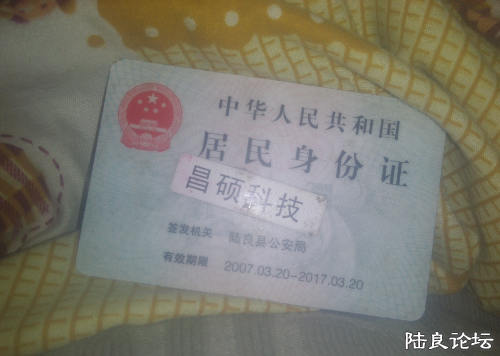 中华人民共和国
居民身份证
昌硕科技
签发机关 陆良县公安局
有效期限 2007.03.20-2017.03.20
陆良论坛